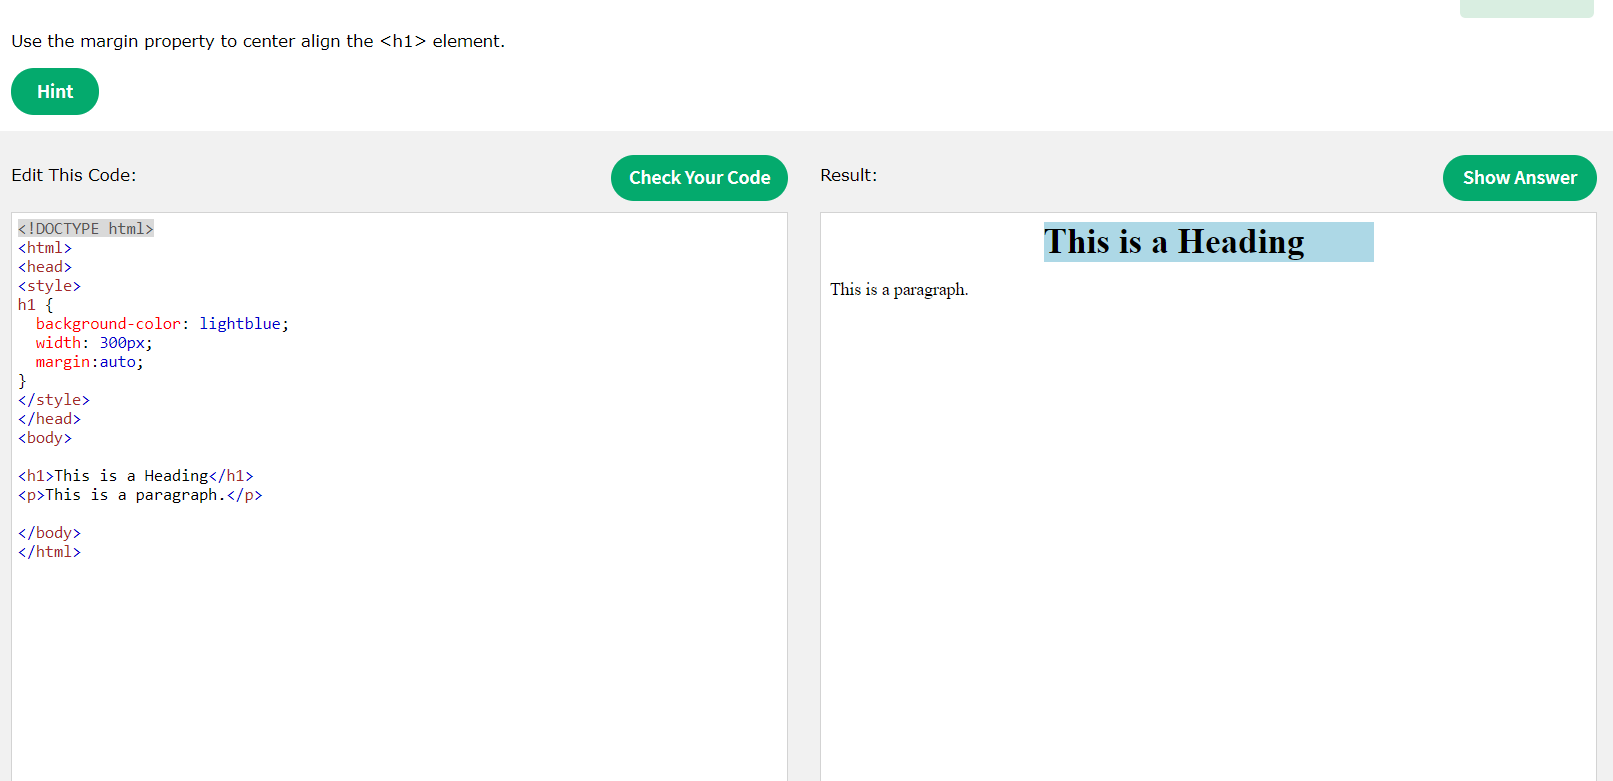 Use the margin property to center align the <h1> element.
Hint
Edit This Code:
Check Your Code
Result:
Show Answer
<!DOCTYPE html>
<html>
<head>
<style>
h1 {
  background-color: lightblue;
  width: 300px;
  margin:auto;
}
</style>
</head>
<body>
<h1>This is a Heading</h1>
<p>This is a paragraph.</p>
</body>
</html>
This is a Heading
This is a paragraph.